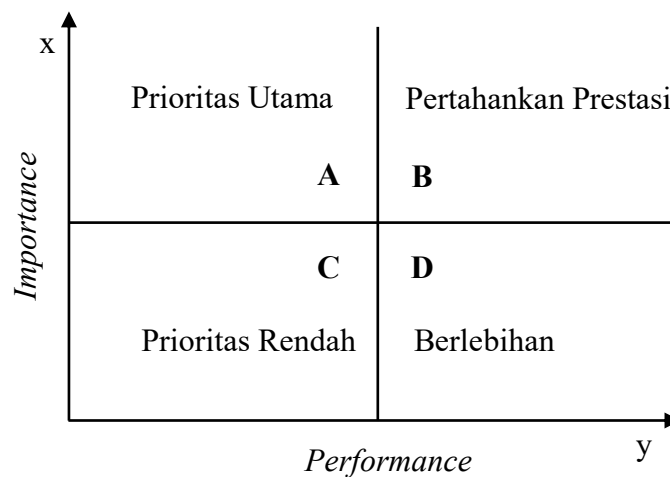 x
Prioritas Utama
Pertahankan Prestasi
A
B
Importance
C
D
Prioritas Rendah
Berlebihan
y
Performance